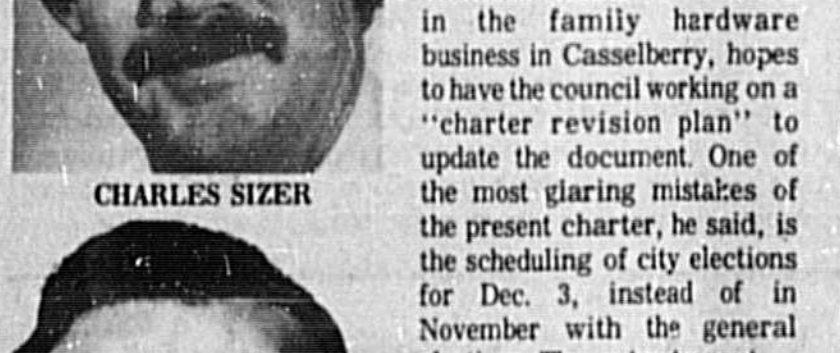 CHARLES SIZER
in the family hardware
business in Casselberry, hopes
to have the council working on a
"charter revision plan" to
update the document. One of
the most glaring mistakes of
the present charter, he said, is
the scheduling of city elections
for Dec. 3, instead of in
November with the general